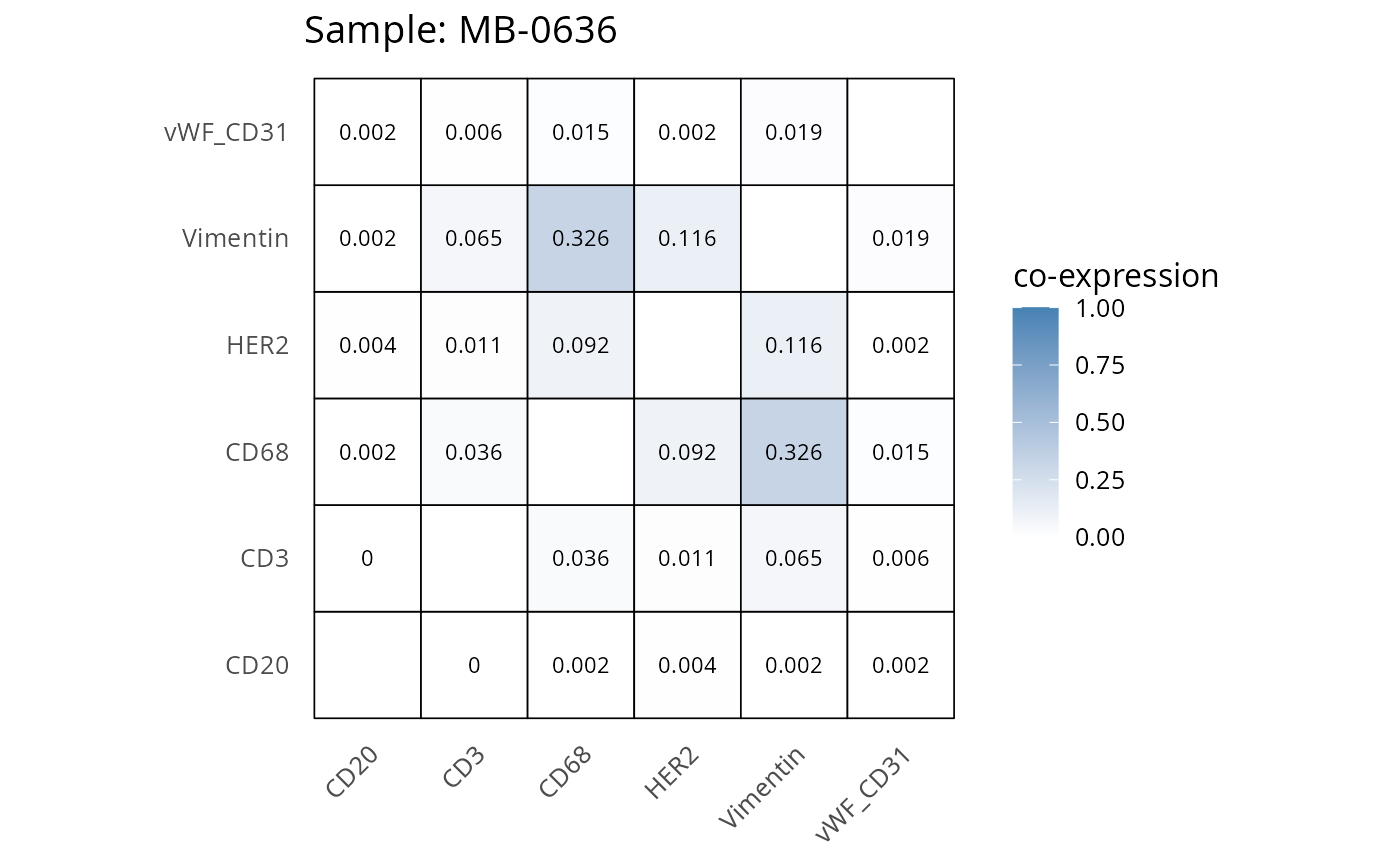 Sample: MB-0636
vWF_CD31 0.002 0.006 0.015 0.002 0.019
Vimentin 0.002 0.065 0.326 0.116 0.019
HER2 0.004 0.011 0.092 0.116 0.002
CD68 0.002 0.036 0.092 0.326 0.015
CD3 0 0.036 0.011 0.065 0.006
CD20 0 0.002 0.004 0.002 0.002
CD20 CD3 CD68 HER2 Vimentin vWF_CD31
co-expression
1.00
0.75
0.50
0.25
0.00